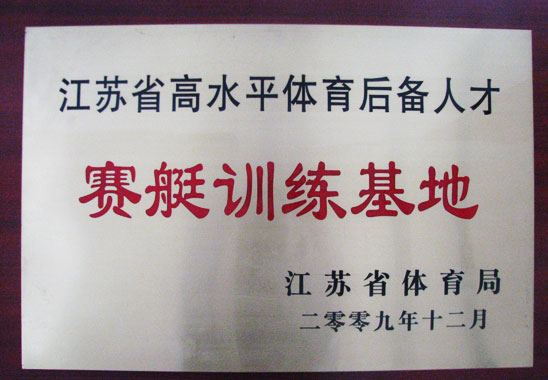 江苏省高水平体育后备人才
赛艇训练基地
江苏省体育局
二零零九年十二月